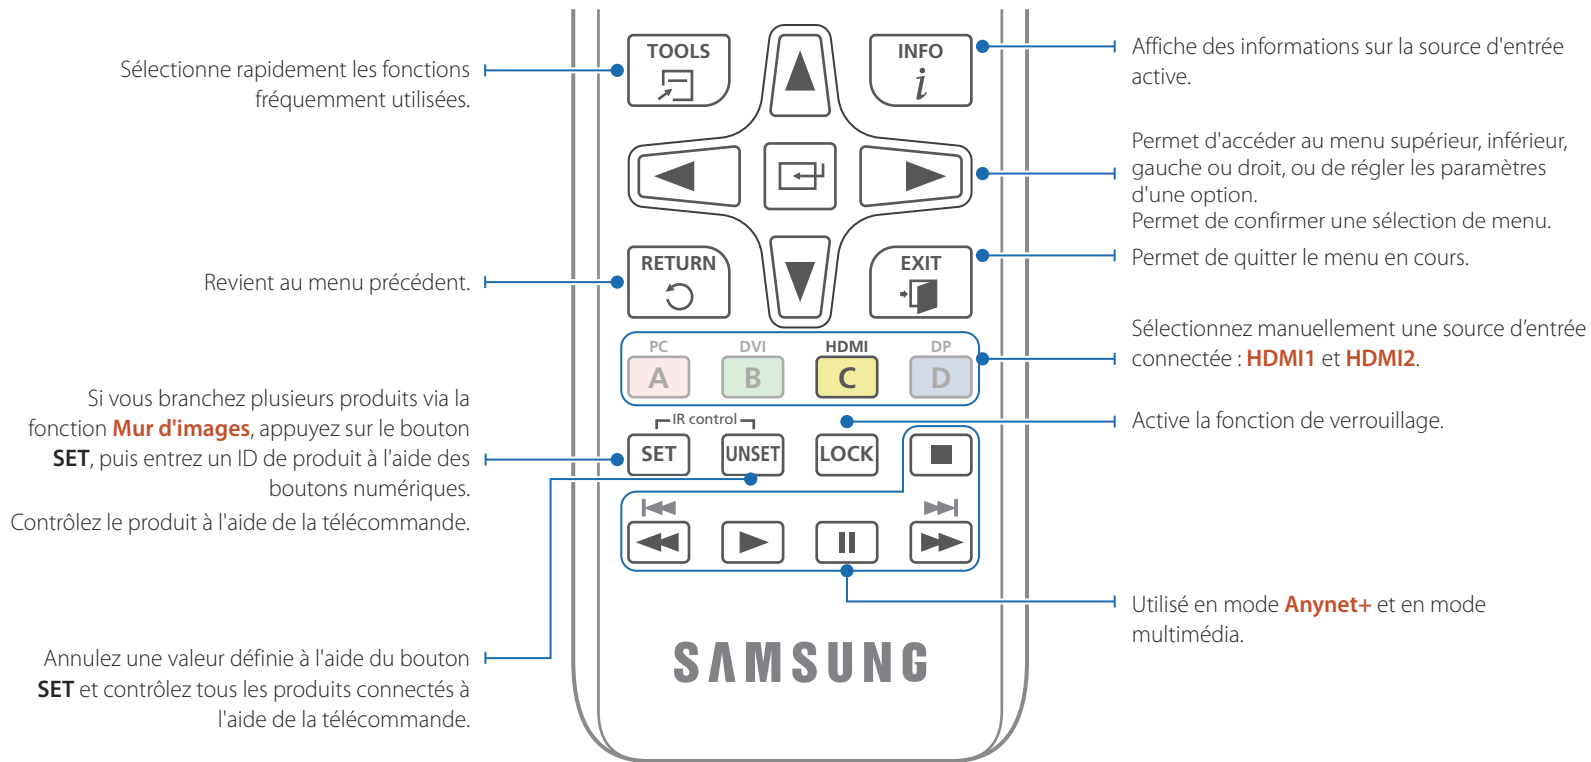 Sélectionne rapidement les fonctions
fréquemment utilisées.
TOOLS
INFO
i
Affiche des informations sur la source d'entrée
active.
Permet d'accéder au menu supérieur, inférieur,
gauche ou droit, ou de régler les paramètres
d'une option.
Permet de confirmer une sélection de menu.
Revient au menu précédent.
RETURN
EXIT
Permet de quitter le menu en cours.
PC
DVI
HDMI
DP
A
B
C
D
Sélectionnez manuellement une source d’entrée
connectée : HDMI1 et HDMI2.
Si vous branchez plusieurs produits via la
fonction Mur d'images, appuyez sur le bouton
SET, puis entrez un ID de produit à l'aide des
boutons numériques.
Contrôlez le produit à l'aide de la télécommande.
IR control
SET
UNSET
LOCK
Active la fonction de verrouillage.
Utilisé en mode Anynet+ et en mode
multimédia.
Annulez une valeur définie à l'aide du bouton
SET et contrôlez tous les produits connectés à
l'aide de la télécommande.
SAMSUNG